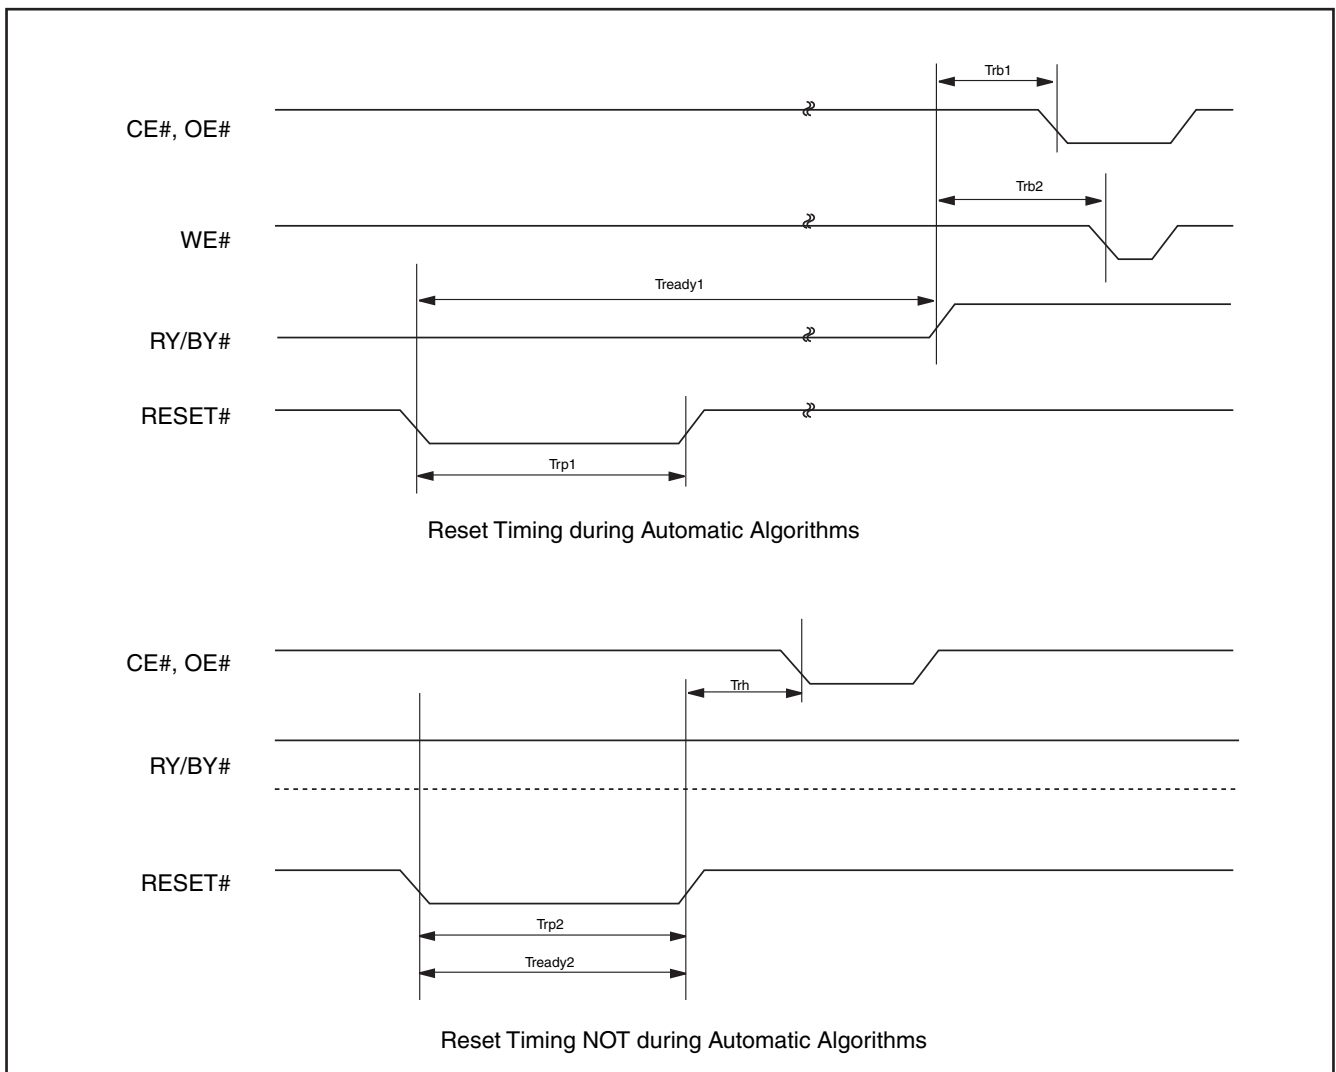 Trb1
CE#, OE#
Trb2
WE#
Tready1
RY/BY#
RESET#
Trp1
Reset Timing during Automatic Algorithms
CE#, OE#
Trh
RY/BY#
RESET#
Trp2
Tready2
Reset Timing NOT during Automatic Algorithms